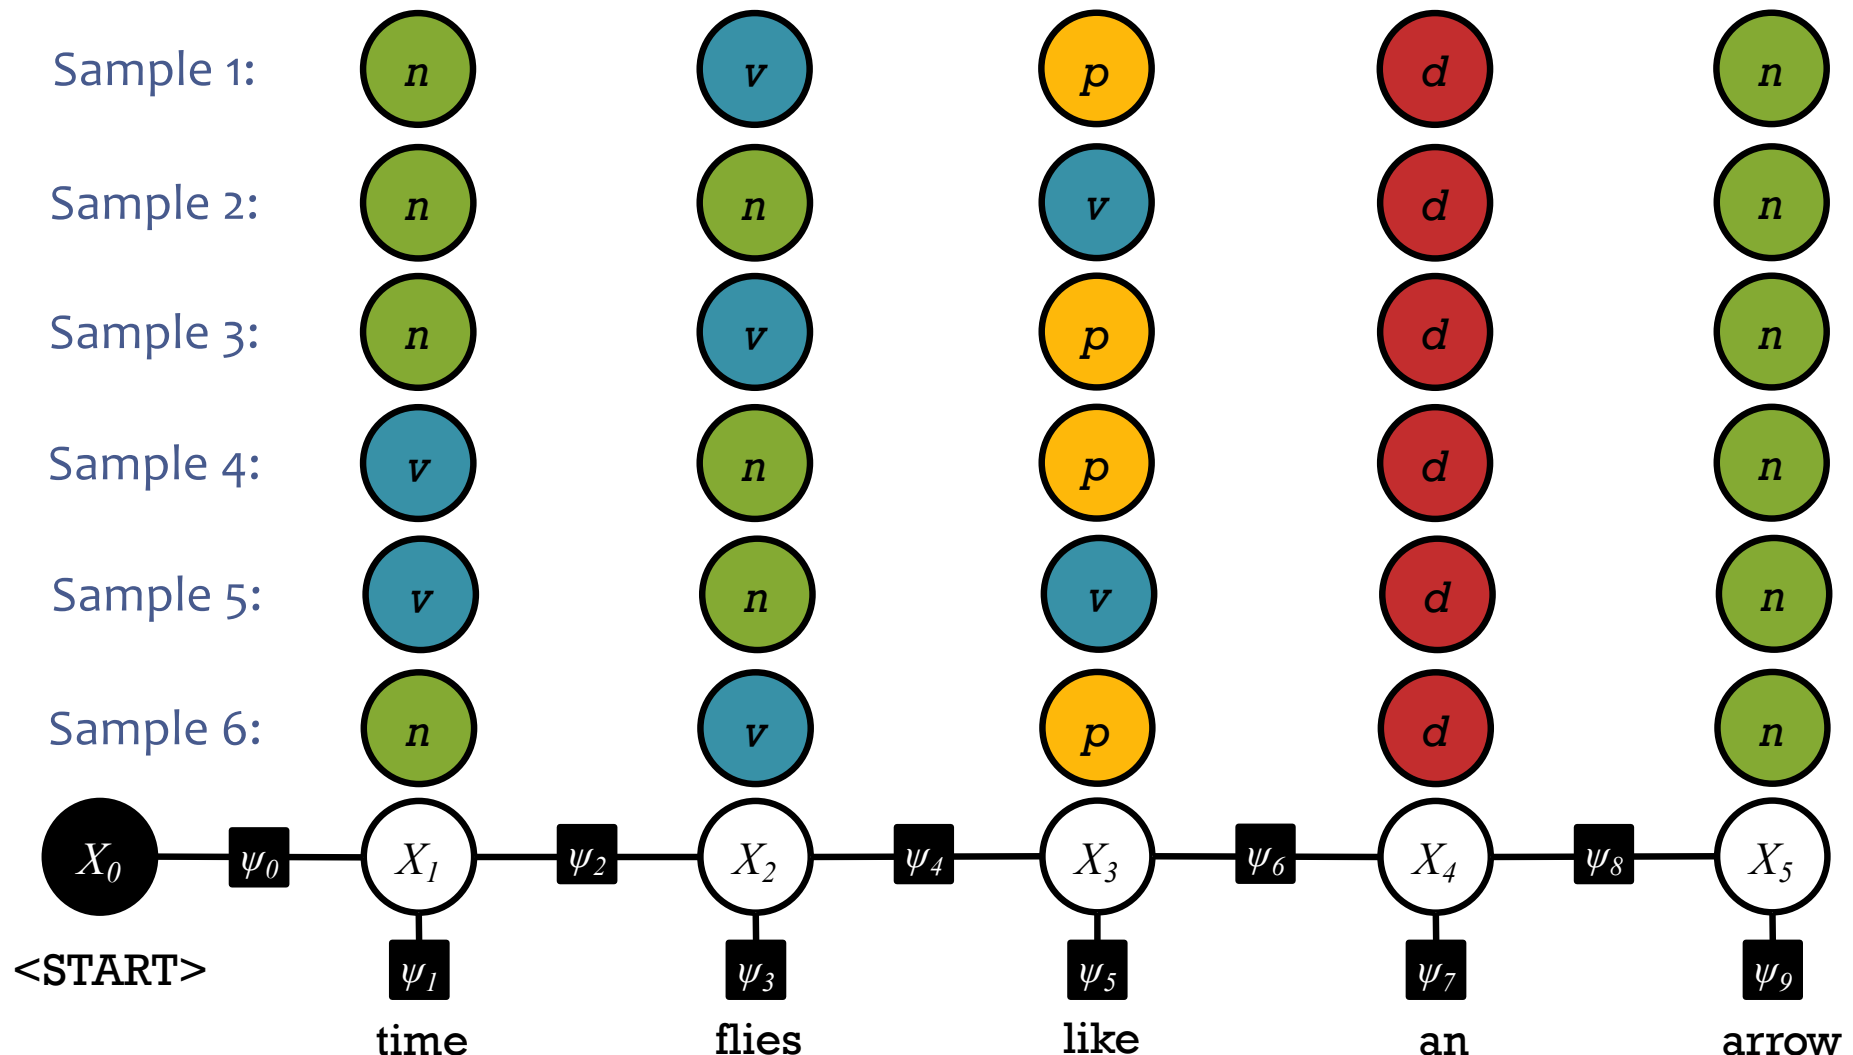 Sample 1: n v p d n
Sample 2: n n v d n
Sample 3: n v p d n
Sample 4: v n p d n
Sample 5: v n v d n
Sample 6: n v p d n
X₀ ψ₀ X₁ ψ₂ X₂ ψ₄ X₃ ψ₆ X₄ ψ₈ X₅
<START> ψ₁ ψ₃ ψ₅ ψ₇ ψ₉
time flies like an arrow